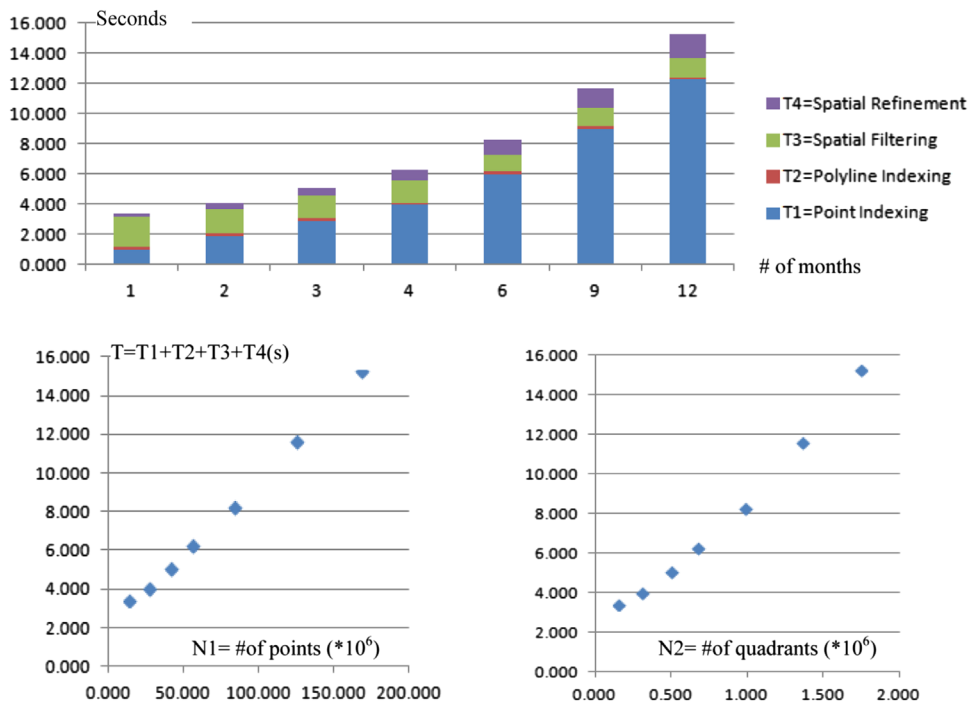 Seconds
16.000
14.000
12.000
10.000
8.000
6.000
4.000
2.000
0.000
1 2 3 4 6 9 12
# of months
T4=Spatial Refinement
T3=Spatial Filtering
T2=Polyline Indexing
T1=Point Indexing
T=T1+T2+T3+T4(s)
16.000
14.000
12.000
10.000
8.000
6.000
4.000
2.000
0.000
N1= #of points (*10⁶)
0.000 50.000 100.000 150.000 200.000
16.000
14.000
12.000
10.000
8.000
6.000
4.000
2.000
0.000
N2= #of quadrants (*10⁶)
0.000 0.500 1.000 1.500 2.000